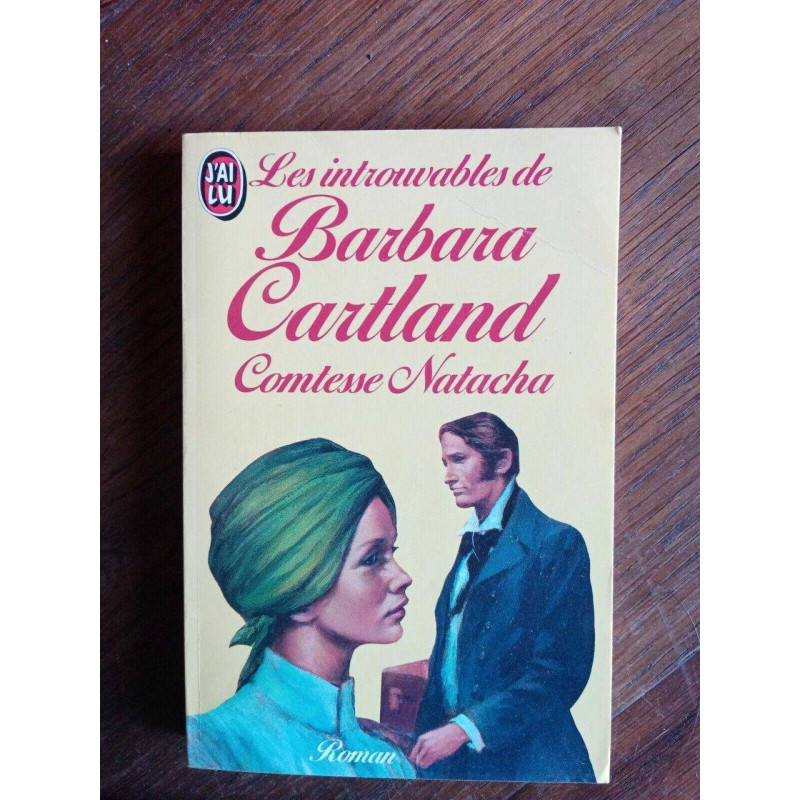 J'AI
LU
Les introuvables de
Barbara
Cartland
Comtesse Natacha
Roman